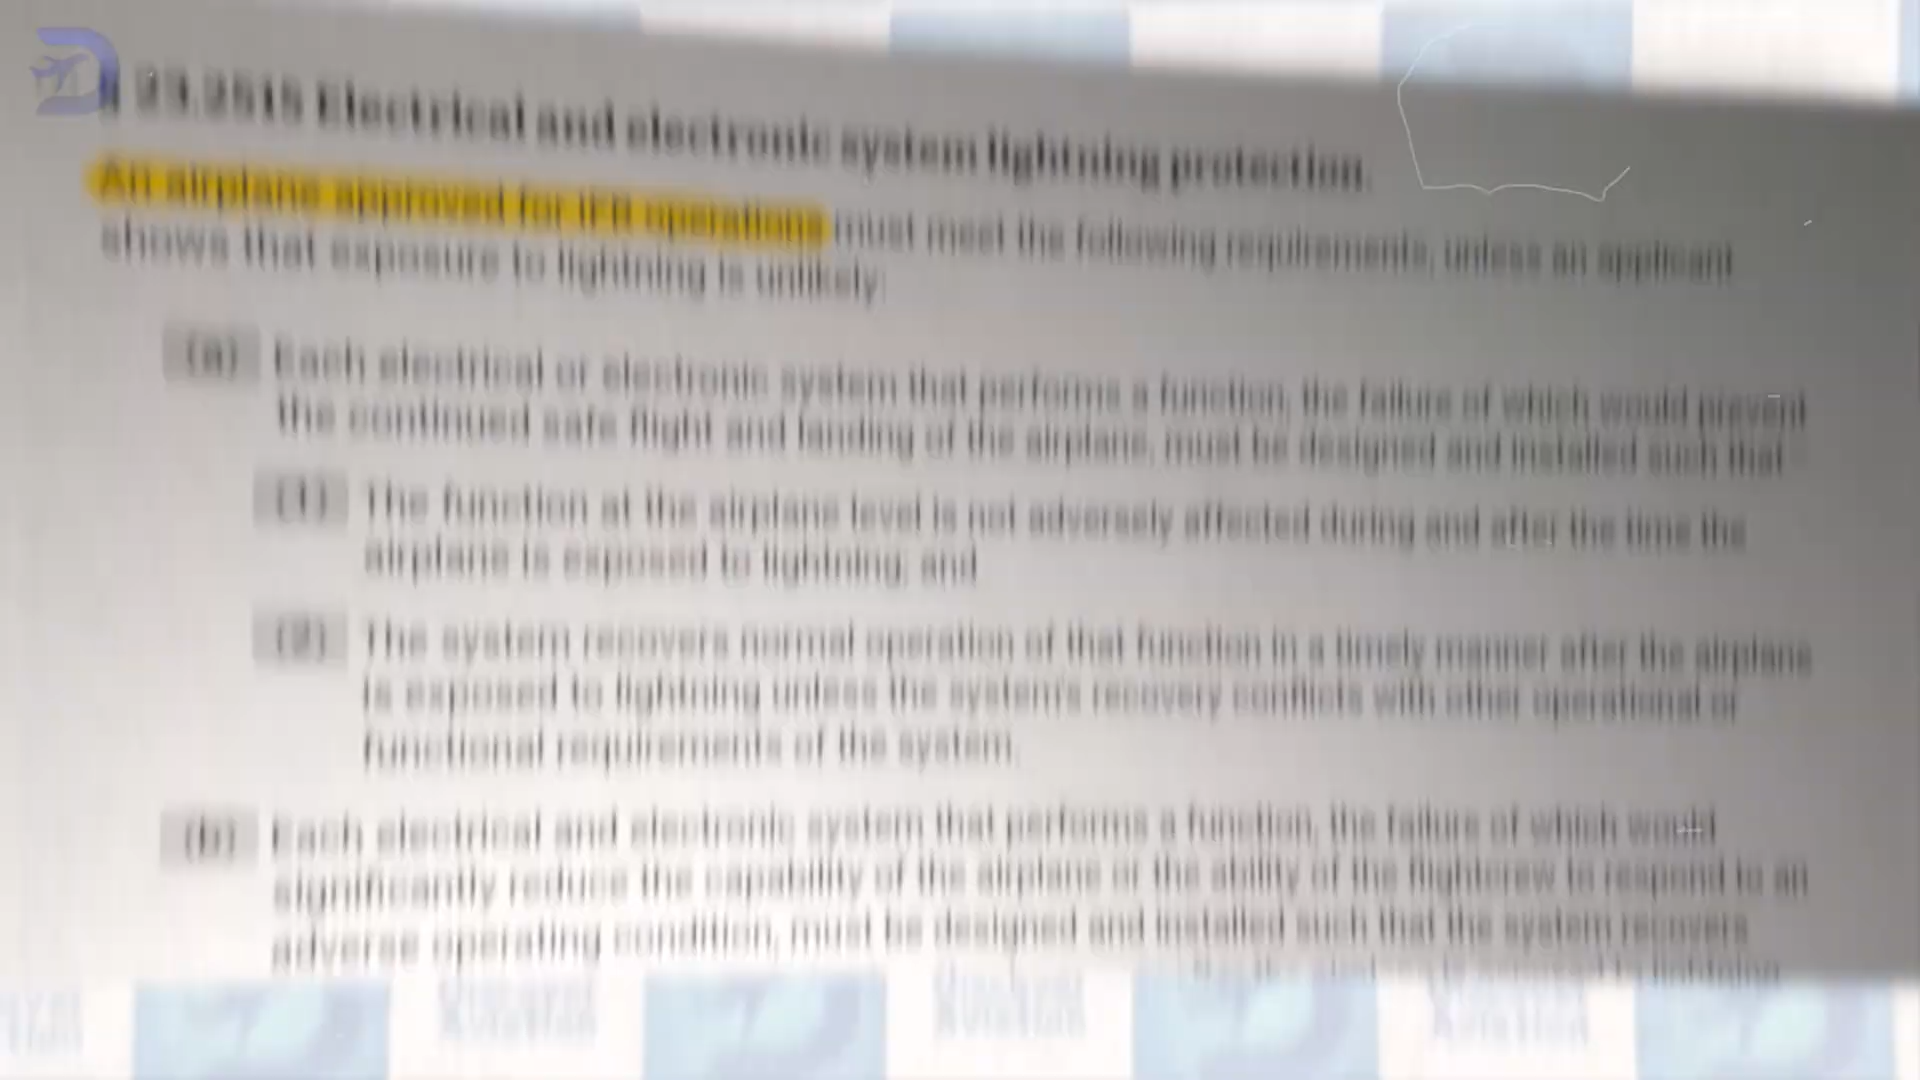 § 23.2515 Electrical and electronic system lightning protection.
An airplane approved for IFR operations must meet the following requirements, unless an applicant
shows that exposure to lightning is unlikely:
(a) Each electrical or electronic system that performs a function, the failure of which would prevent
the continued safe flight and landing of the airplane, must be designed and installed such that
(1) The function at the airplane level is not adversely affected during and after the time the
airplane is exposed to lightning; and
(2) The system recovers normal operation of that function in a timely manner after the airplane
is exposed to lightning unless the system's recovery conflicts with other operational or
functional requirements of the system.
(b) Each electrical and electronic system that performs a function, the failure of which would
significantly reduce the capability of the airplane or the ability of the flightcrew to respond to an
adverse operating condition, must be designed and installed such that the system recovers
is exposed to lightning
Aviation Aviation Aviation